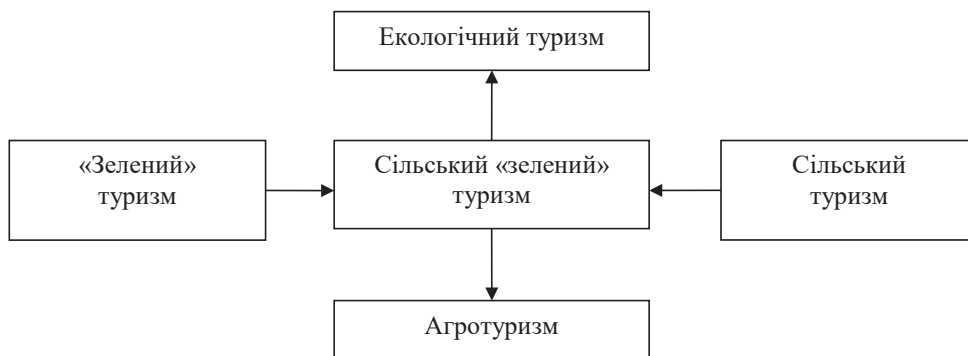 Екологічний туризм
«Зелений»
туризм
Сільський «зелений»
туризм
Сільський
туризм
Агротуризм